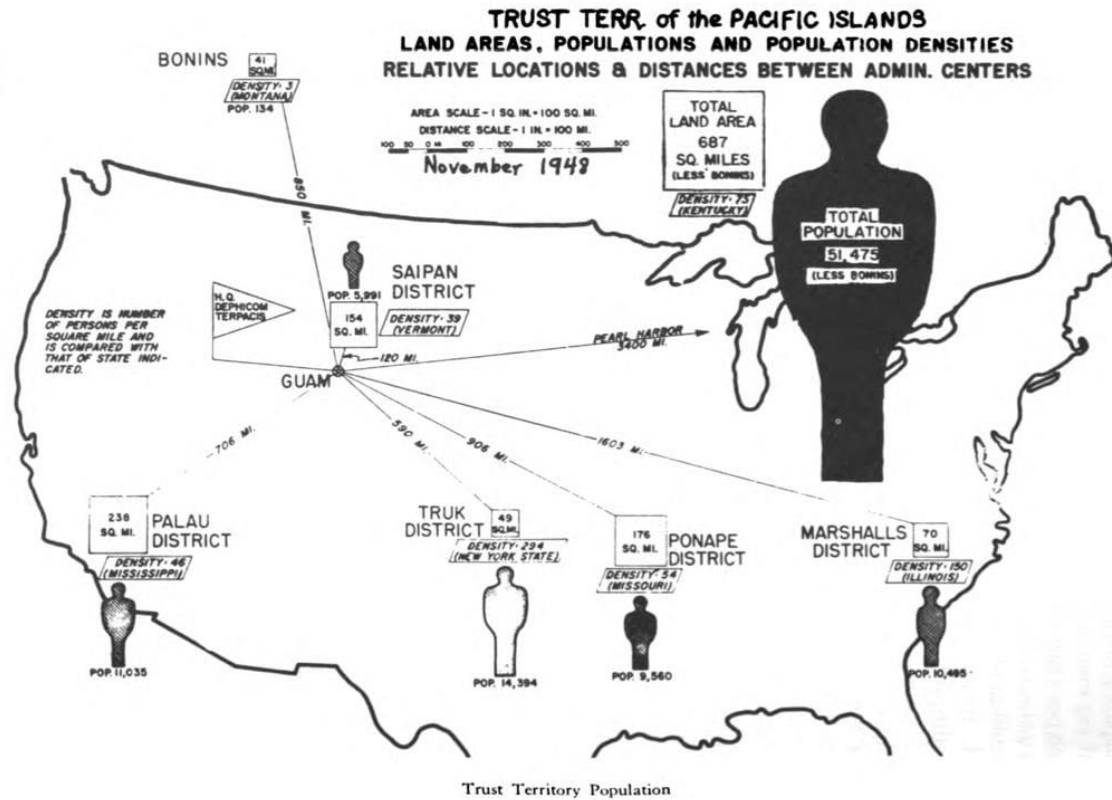 TRUST TERR. of the PACIFIC ISLANDS
LAND AREAS, POPULATIONS AND POPULATION DENSITIES
RELATIVE LOCATIONS & DISTANCES BETWEEN ADMIN. CENTERS
BONINS
41
SQ.MI.
DENSITY-3
(MONTANA)
POP. 134
AREA SCALE-1 SQ. IN.=100 SQ. MI.
DISTANCE SCALE-1 IN.=100 MI.
100 50 0 M 100 200 300 400 500
November 1948
TOTAL
LAND AREA
687
SQ. MILES
(LESS BONINS)
DENSITY-75
(KENTUCKY)
TOTAL
POPULATION
51,475
(LESS BONINS)
850 MI.
SAIPAN
DISTRICT
POP. 5,991
154
SQ. MI.
DENSITY-39
(VERMONT)
H.Q.
DEPHICOM
TERPACIS
DENSITY IS NUMBER
OF PERSONS PER
SQUARE MILE AND
IS COMPARED WITH
THAT OF STATE INDI-
CATED.
120 MI.
PEARL HARBOR
3400 MI.
GUAM
706 MI.
590 MI.
906 MI.
1603 MI.
238
SQ. MI.
PALAU
DISTRICT
DENSITY-46
(MISSISSIPPI)
POP. 11,035
TRUK
DISTRICT
49
SQ.MI.
DENSITY-294
(NEW YORK STATE)
POP. 14,394
176
SQ. MI.
PONAPE
DISTRICT
DENSITY-54
(MISSOURI)
POP. 9,560
MARSHALLS
DISTRICT
70
SQ. MI.
DENSITY-150
(ILLINOIS)
POP. 10,495
Trust Territory Population